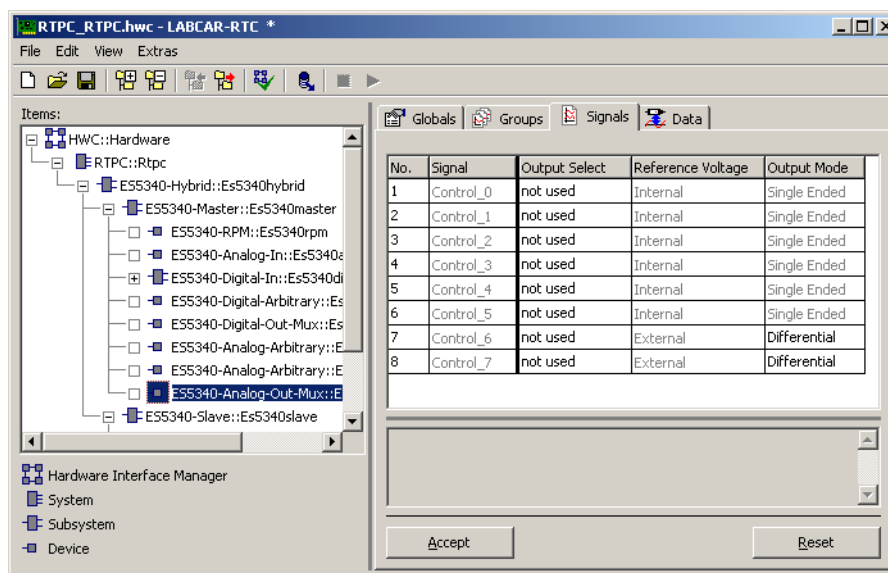 RTPC_RTPC.hwc - LABCAR-RTC *
File Edit View Extras
Items:
HWC::Hardware
RTPC::Rtpc
ES5340-Hybrid::Es5340hybrid
ES5340-Master::Es5340master
ES5340-RPM::Es5340rpm
ES5340-Analog-In::Es5340a
ES5340-Digital-In::Es5340di
ES5340-Digital-Arbitrary::Es
ES5340-Digital-Out-Mux::Es
ES5340-Analog-Arbitrary::E
ES5340-Analog-Arbitrary::E
ES5340-Analog-Out-Mux::E
ES5340-Slave::Es5340slave
Hardware Interface Manager
System
Subsystem
Device
Globals Groups Signals Data
No. Signal Output Select Reference Voltage Output Mode
1 Control_0 not used Internal Single Ended
2 Control_1 not used Internal Single Ended
3 Control_2 not used Internal Single Ended
4 Control_3 not used Internal Single Ended
5 Control_4 not used Internal Single Ended
6 Control_5 not used Internal Single Ended
7 Control_6 not used External Differential
8 Control_7 not used External Differential
Accept Reset